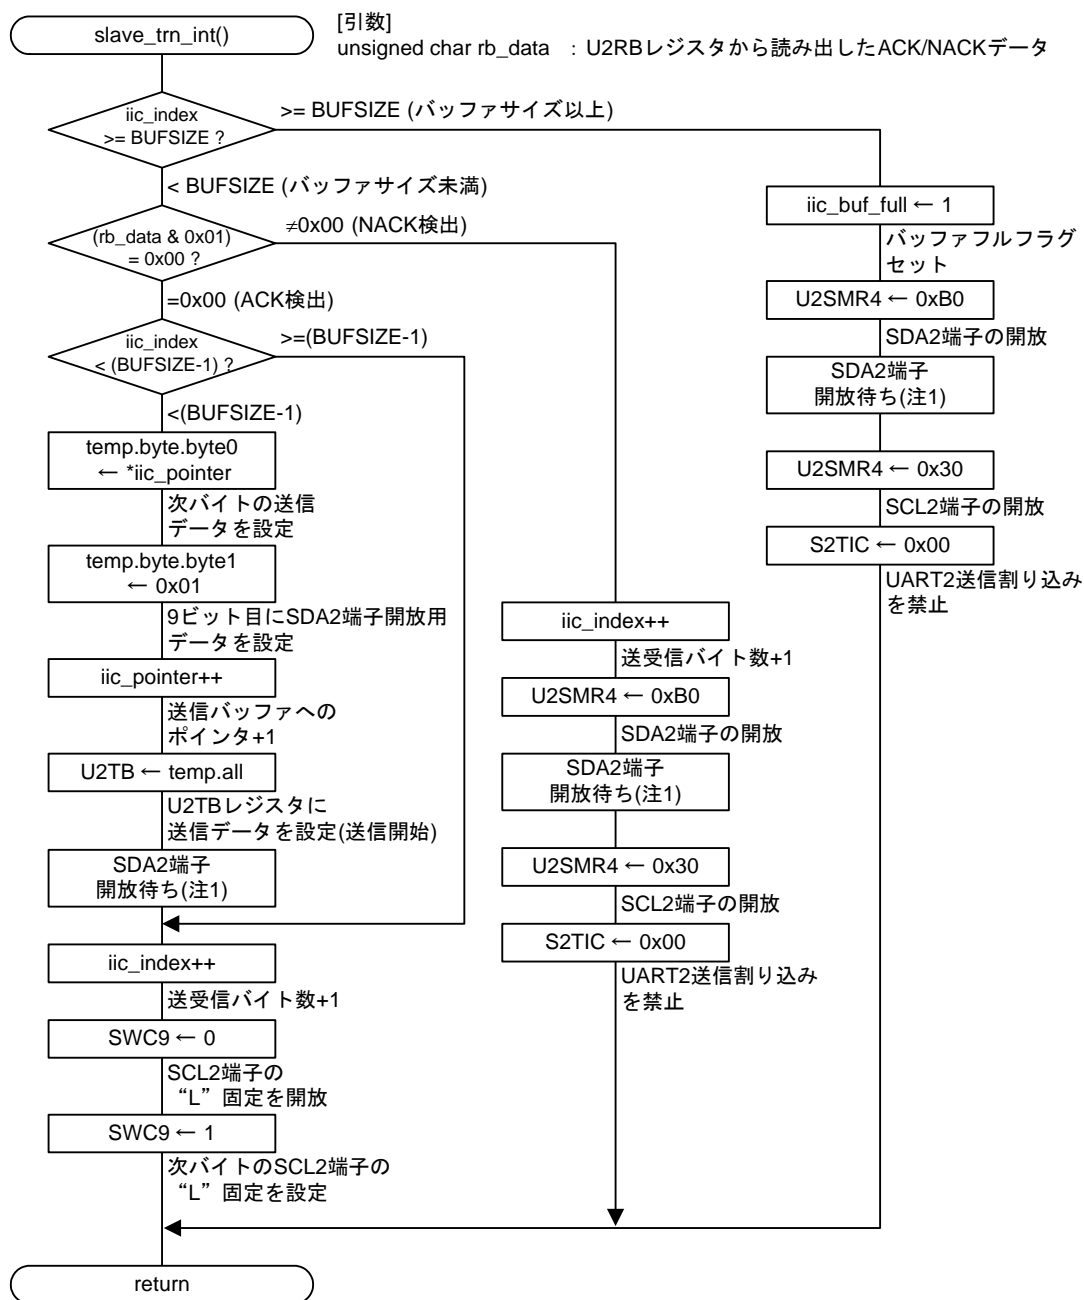 slave_trn_int()
[引数]
unsigned char rb_data : U2RBレジスタから読み出したACK/NACKデータ
iic_index
>= BUFSIZE ?
>= BUFSIZE (バッファサイズ以上)
< BUFSIZE (バッファサイズ未満)
(rb_data & 0x01)
= 0x00 ?
≠0x00 (NACK検出)
=0x00 (ACK検出)
iic_index
< (BUFSIZE-1) ?
>=(BUFSIZE-1)
<(BUFSIZE-1)
temp.byte.byte0
← *iic_pointer
次バイトの送信
データを設定
temp.byte.byte1
← 0x01
9ビット目にSDA2端子開放用
データを設定
iic_pointer++
送信バッファへの
ポインタ+1
U2TB ← temp.all
U2TBレジスタに
送信データを設定(送信開始)
SDA2端子
開放待ち(注1)
iic_index++
送受信バイト数+1
SWC9 ← 0
SCL2端子の
“L”固定を開放
SWC9 ← 1
次バイトのSCL2端子の
“L”固定を設定
iic_index++
送受信バイト数+1
U2SMR4 ← 0xB0
SDA2端子の開放
SDA2端子
開放待ち(注1)
U2SMR4 ← 0x30
SCL2端子の開放
S2TIC ← 0x00
UART2送信割り込み
を禁止
iic_buf_full ← 1
バッファフルフラグ
セット
U2SMR4 ← 0xB0
SDA2端子の開放
SDA2端子
開放待ち(注1)
U2SMR4 ← 0x30
SCL2端子の開放
S2TIC ← 0x00
UART2送信割り込み
を禁止
return